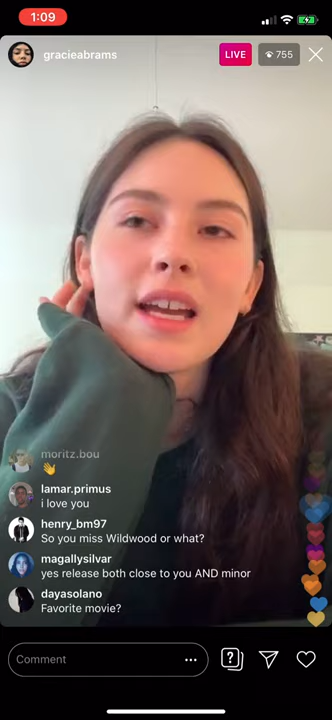 1:09
gracieabrams
LIVE
755
moritz.bou
👋
lamar.primus
i love you
henry_bm97
So you miss Wildwood or what?
magallysilvar
yes release both close to you AND minor
dayasolano
Favorite movie?
Comment